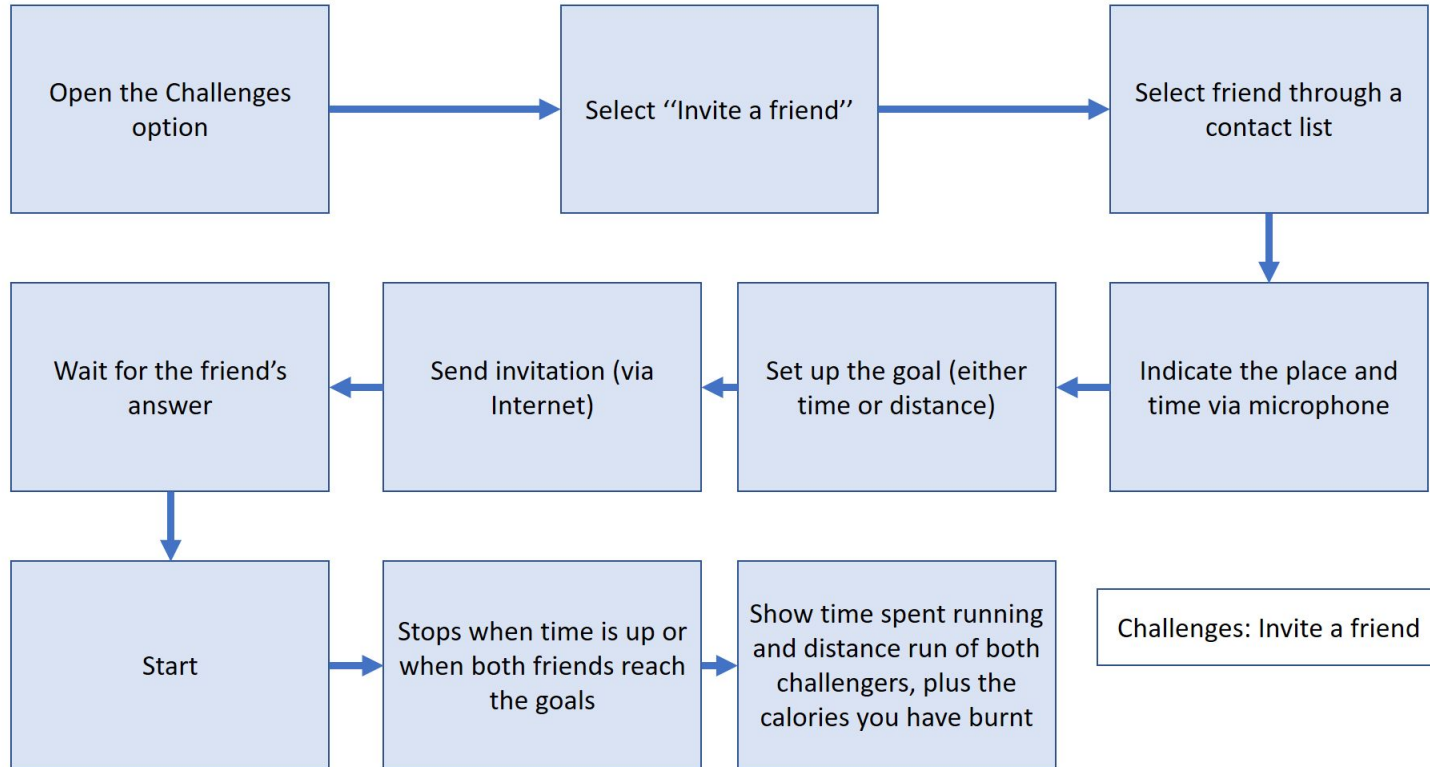 Open the Challenges
option
Select ‘‘Invite a friend’’
Select friend through a
contact list
Indicate the place and
time via microphone
Set up the goal (either
time or distance)
Send invitation (via
Internet)
Wait for the friend’s
answer
Start
Stops when time is up or
when both friends reach
the goals
Show time spent running
and distance run of both
challengers, plus the
calories you have burnt
Challenges: Invite a friend